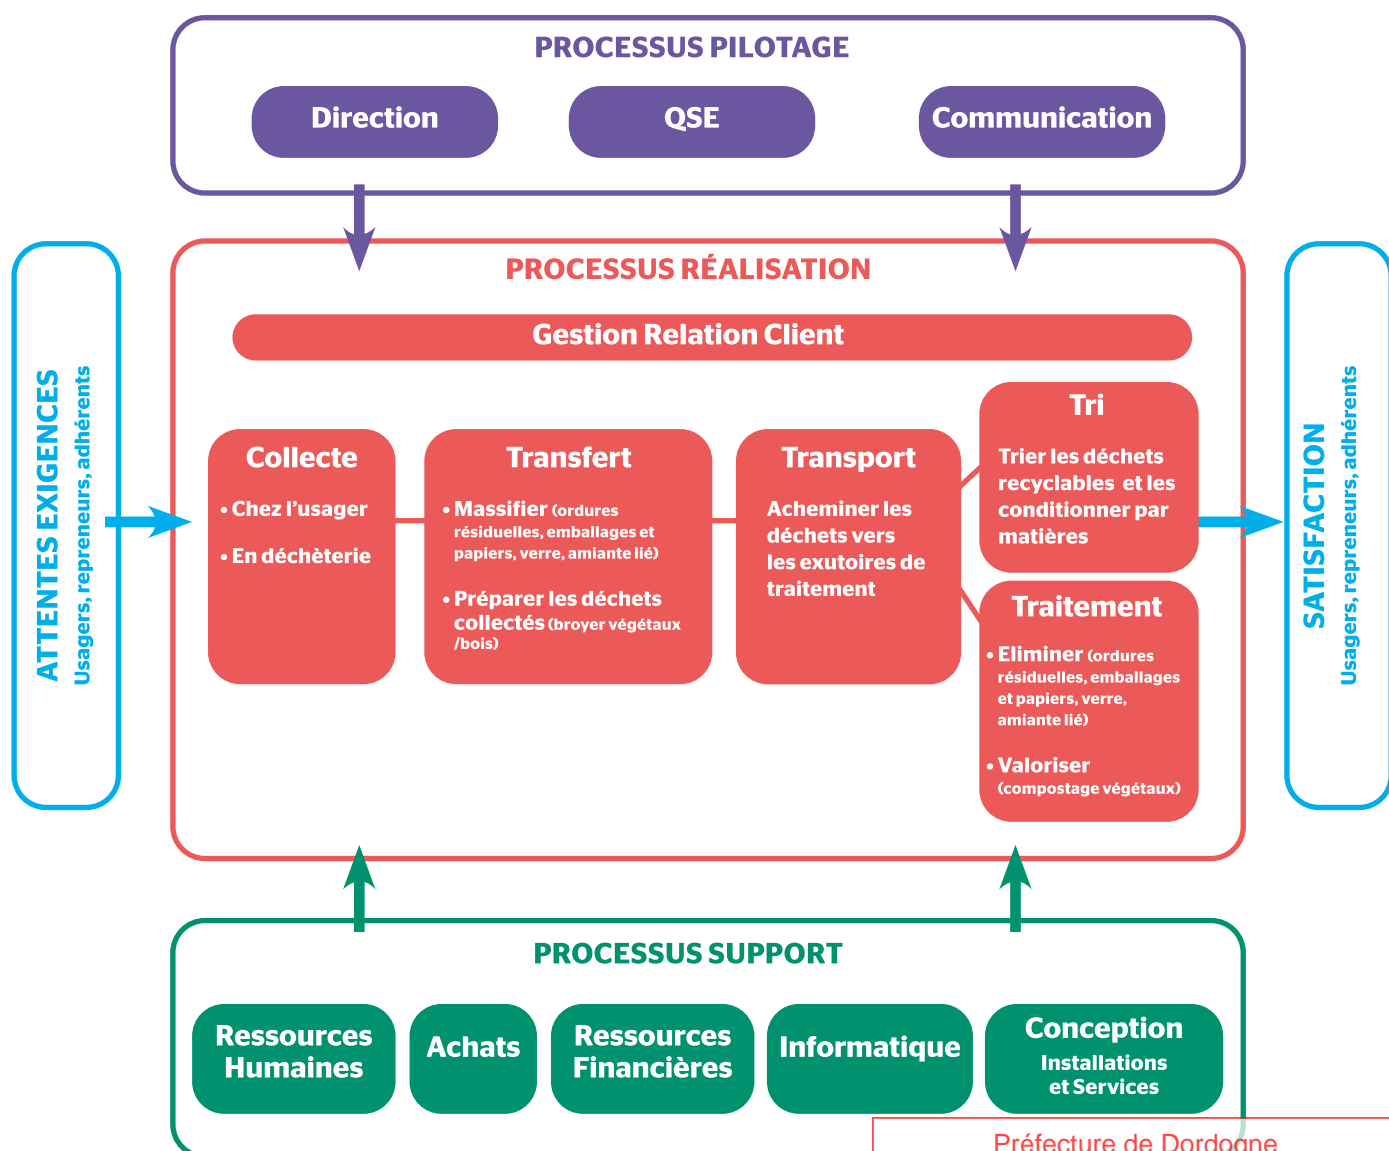 PROCESSUS PILOTAGE
Direction
QSE
Communication
ATTENTES EXIGENCES
Usagers, repreneurs, adhérents
PROCESSUS RÉALISATION
Gestion Relation Client
Collecte
• Chez l'usager
• En déchèterie
Transfert
• Massifier (ordures
résiduelles, emballages et
papiers, verre, amiante lié)
• Préparer les déchets
collectés (broyer végétaux
/bois)
Transport
Acheminer les
déchets vers
les exutoires de
traitement
Tri
Trier les déchets
recyclables et les
conditionner par
matières
Traitement
• Eliminer (ordures
résiduelles, emballages
et papiers, verre,
amiante lié)
• Valoriser
(compostage végétaux)
SATISFACTION
Usagers, repreneurs, adhérents
PROCESSUS SUPPORT
Ressources
Humaines
Achats
Ressources
Financières
Informatique
Conception
Installations
et Services
Préfecture de Dordogne